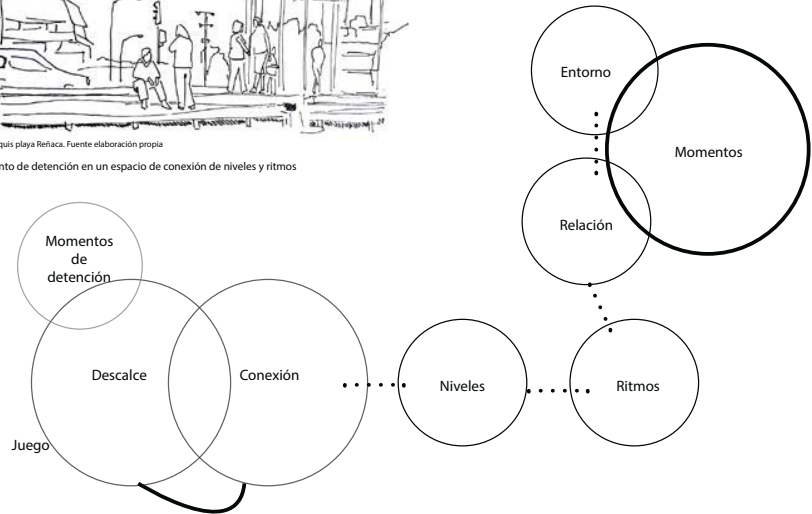 quis playa Reñaca. Fuente elaboración propia
nto de detención en un espacio de conexión de niveles y ritmos
Entorno
Momentos
Relación
Momentos
de
detención
Descalce
Conexión
Niveles
Ritmos
Juego